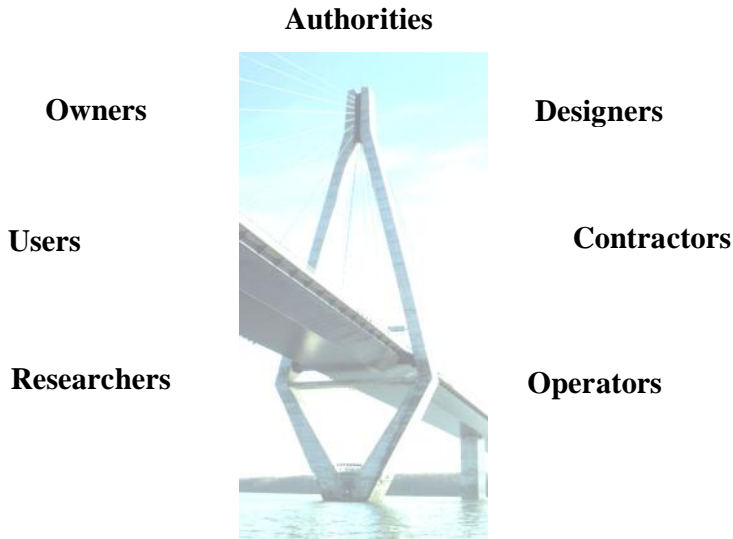 Authorities
Owners
Designers
Users
Contractors
Researchers
Operators